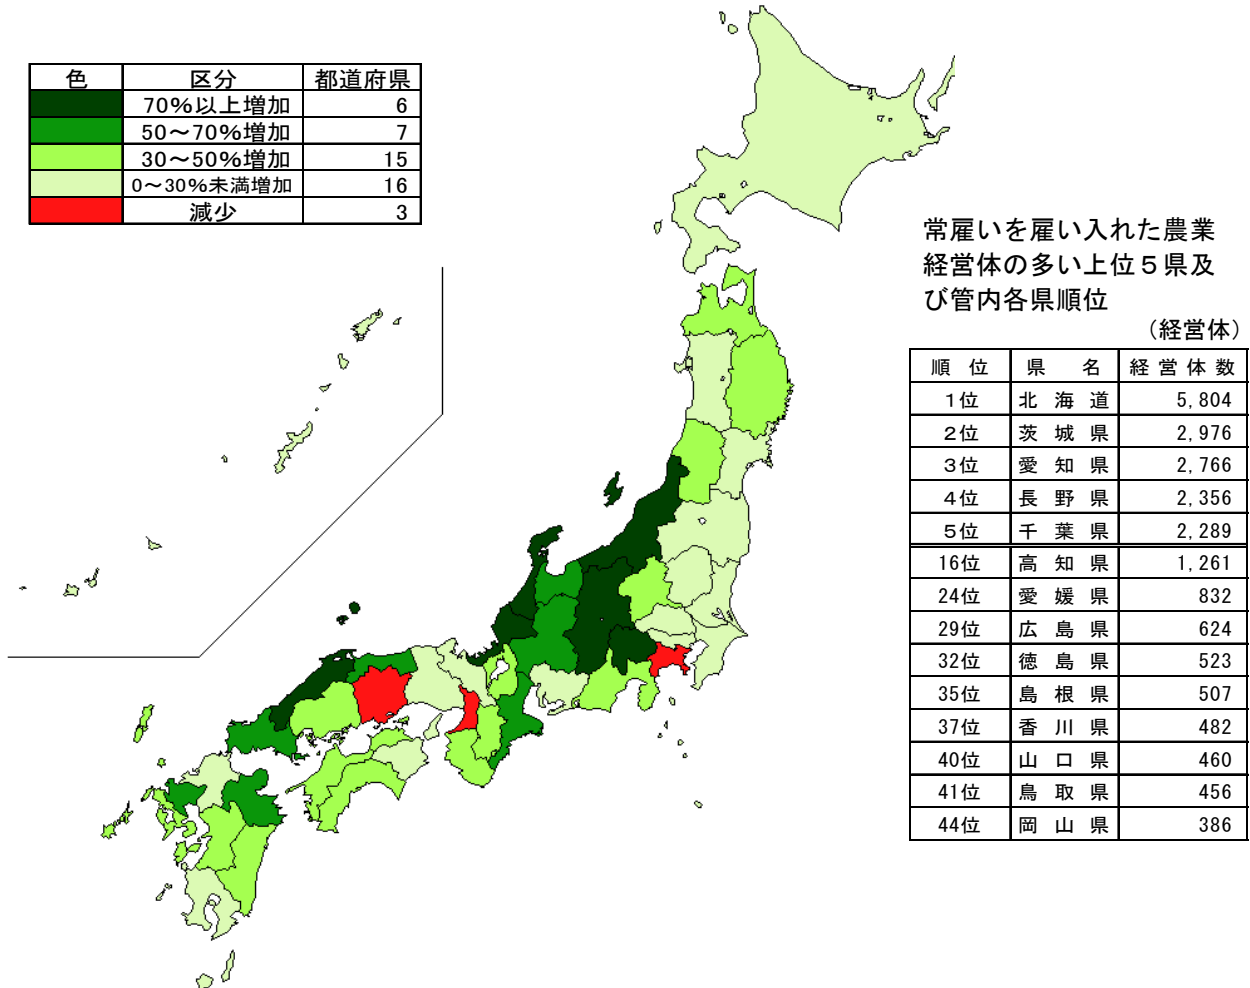 色 区分 都道府県
70%以上増加 6
50～70%増加 7
30～50%増加 15
0～30%未満増加 16
減少 3
常雇いを雇い入れた農業
経営体の多い上位５県及
び管内各県順位
（経営体）
順位 県名 経営体数
1位 北海道 5,804
2位 茨城県 2,976
3位 愛知県 2,766
4位 長野県 2,356
5位 千葉県 2,289
16位 高知県 1,261
24位 愛媛県 832
29位 広島県 624
32位 徳島県 523
35位 島根県 507
37位 香川県 482
40位 山口県 460
41位 鳥取県 456
44位 岡山県 386